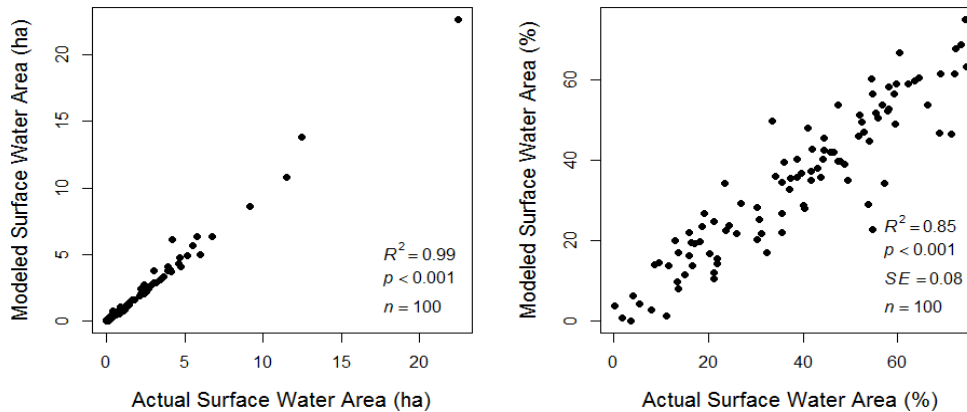 Modeled Surface Water Area (ha)
20
15
10
5
0
R² = 0.99
p < 0.001
n = 100
0 5 10 15 20
Actual Surface Water Area (ha)
Modeled Surface Water Area (%)
60
40
20
0
R² = 0.85
p < 0.001
SE = 0.08
n = 100
0 20 40 60
Actual Surface Water Area (%)